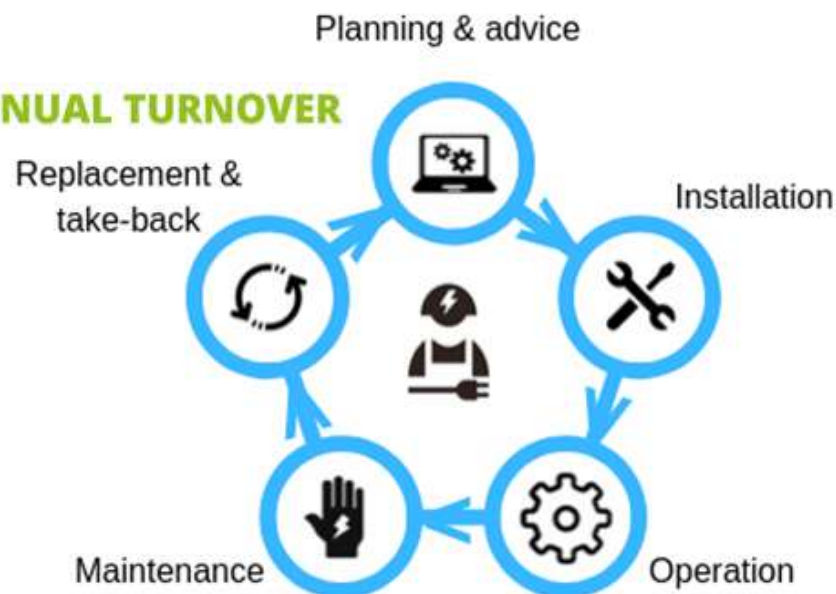 Planning & advice
NUAL TURNOVER
Replacement &
take-back
Installation
Maintenance
Operation